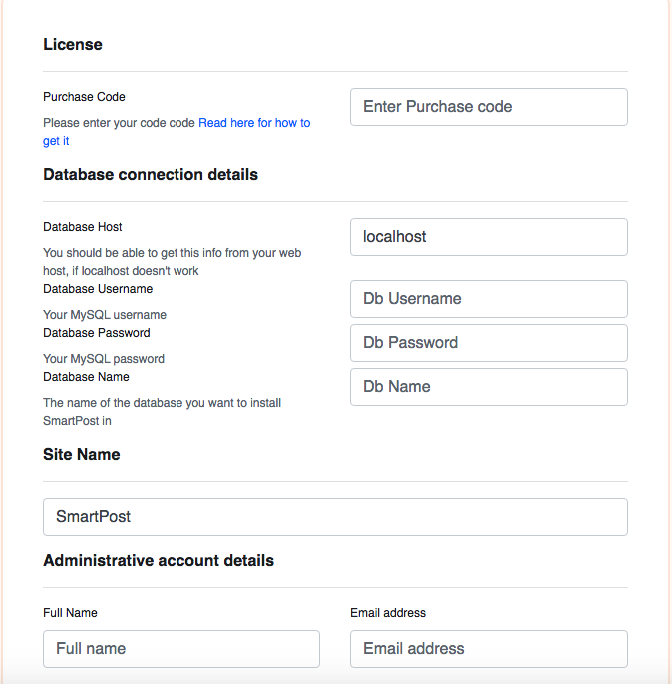 License
Purchase Code
Enter Purchase code
Please enter your code code Read here for how to
get it
Database connection details
Database Host
localhost
You should be able to get this info from your web
host, if localhost doesn't work
Database Username
Db Username
Your MySQL username
Database Password
Db Password
Your MySQL password
Database Name
Db Name
The name of the database you want to install
SmartPost in
Site Name
SmartPost
Administrative account details
Full Name
Email address
Full name
Email address